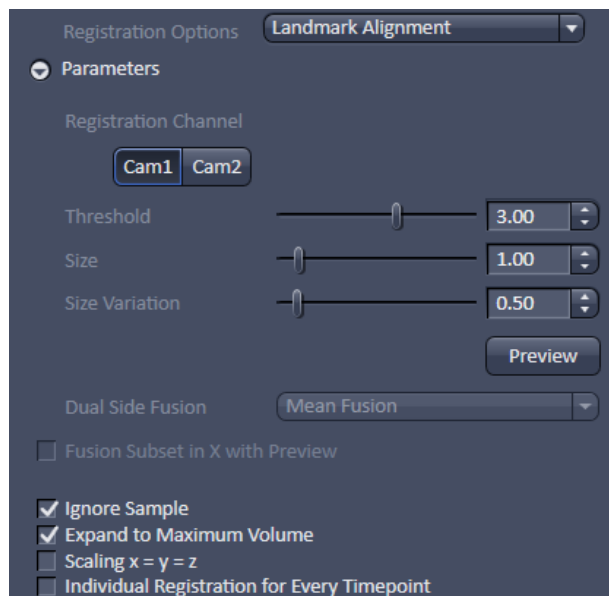 Registration Options Landmark Alignment
Parameters
Registration Channel
Cam1 Cam2
Threshold 3.00
Size 1.00
Size Variation 0.50
Preview
Dual Side Fusion Mean Fusion
Fusion Subset in X with Preview
Ignore Sample
Expand to Maximum Volume
Scaling x = y = z
Individual Registration for Every Timepoint